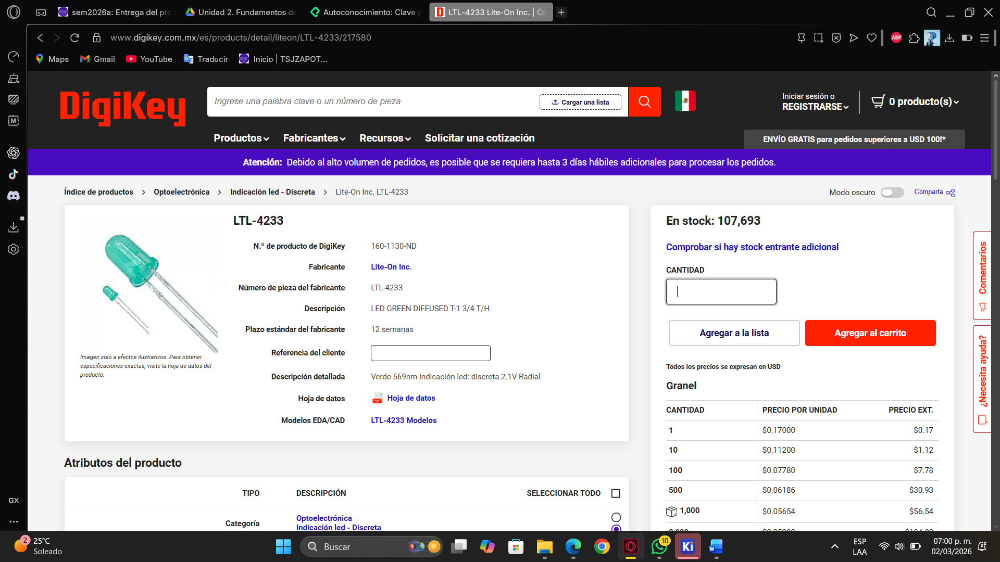 sem2026a: Entrega del pro
Unidad 2. Fundamentos de
Autoconocimiento: Clave p
LTL-4233 Lite-On Inc. | Op
www.digikey.com.mx/es/products/detail/liteon/LTL-4233/217580
ABP
Maps
Gmail
YouTube
Traducir
Inicio | TSJZAPOT...
DigiKey
Ingrese una palabra clave o un número de pieza
Cargar una lista
Iniciar sesión o
REGISTRARSE
0 producto(s)
Productos
Fabricantes
Recursos
Solicitar una cotización
ENVÍO GRATIS para pedidos superiores a USD 100!*
Atención: Debido al alto volumen de pedidos, es posible que se requiera hasta 3 días hábiles adicionales para procesar los pedidos.
Índice de productos > Optoelectrónica > Indicación led - Discreta > Lite-On Inc. LTL-4233
Modo oscuro
Comparta
LTL-4233
N.º de producto de DigiKey 160-1130-ND
Fabricante Lite-On Inc.
Número de pieza del fabricante LTL-4233
Descripción LED GREEN DIFFUSED T-1 3/4 T/H
Plazo estándar del fabricante 12 semanas
Referencia del cliente
Descripción detallada Verde 569nm Indicación led: discreta 2.1V Radial
Hoja de datos PDF Hoja de datos
Modelos EDA/CAD LTL-4233 Modelos
Imagen solo a efectos ilustrativos. Para obtener
especificaciones exactas, visite la hoja de datos del
producto.
Atributos del producto
TIPO DESCRIPCIÓN SELECCIONAR TODO
Categoría Optoelectrónica
Indicación led - Discreta
En stock: 107,693
Comprobar si hay stock entrante adicional
CANTIDAD
Agregar a la lista
Agregar al carrito
Todos los precios se expresan en USD
Granel
CANTIDAD PRECIO POR UNIDAD PRECIO EXT.
1 $0.17000 $0.17
10 $0.11200 $1.12
100 $0.07780 $7.78
500 $0.06186 $30.93
1,000 $0.05654 $56.54
Comentarios
¿Necesita ayuda?
M
GX
2
25°C
Soleado
Buscar
10
Ki
W
ESP
LAA
07:00 p. m.
02/03/2026